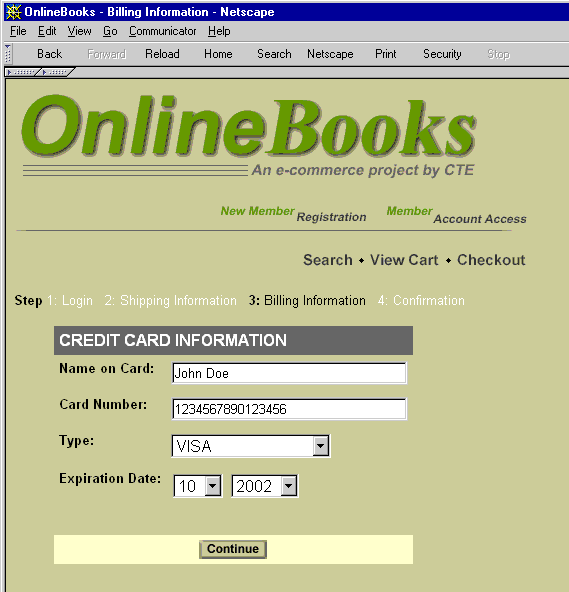 OnlineBooks - Billing Information - Netscape
File Edit View Go Communicator Help
Back Forward Reload Home Search Netscape Print Security Stop
OnlineBooks
An e-commerce project by CTE
New Member Registration Member Account Access
Search • View Cart • Checkout
Step 1: Login 2: Shipping Information 3: Billing Information 4: Confirmation
CREDIT CARD INFORMATION
Name on Card: John Doe
Card Number: 1234567890123456
Type: VISA
Expiration Date: 10 2002
Continue